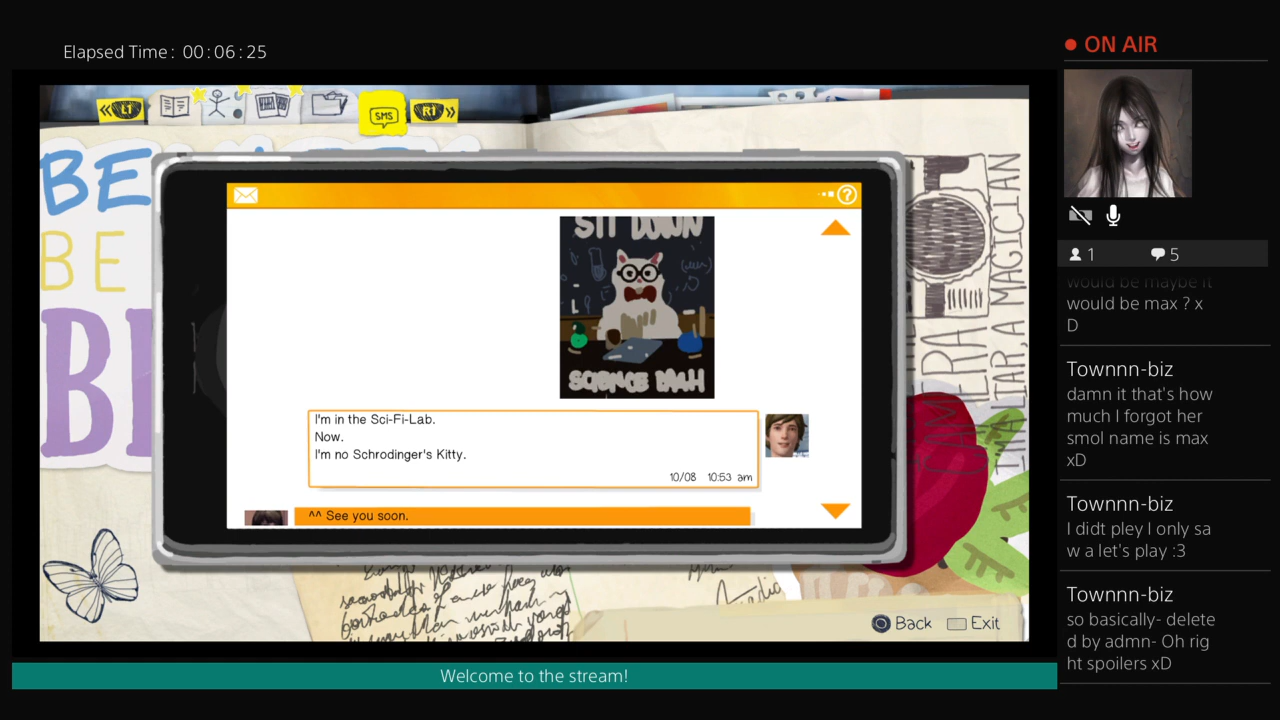 Elapsed Time: 00:06:25
ON AIR
L1
SMS
R1
BE
BE
BE
SIT DOWN
SCIENCE
I'm in the Sci-Fi-Lab.
Now.
I'm no Schrodinger's Kitty.
10/08 10:53 am
^^ See you soon.
CAMERA
A MAGICIAN
Back
Exit
1
5
would be maybe it
would be max ? x
D
Townnn-biz
damn it that's how
much I forgot her
smol name is max
xD
Townnn-biz
I didt pley I only sa
w a let's play :3
Townnn-biz
so basically- delete
d by admn- Oh rig
ht spoilers xD
Welcome to the stream!